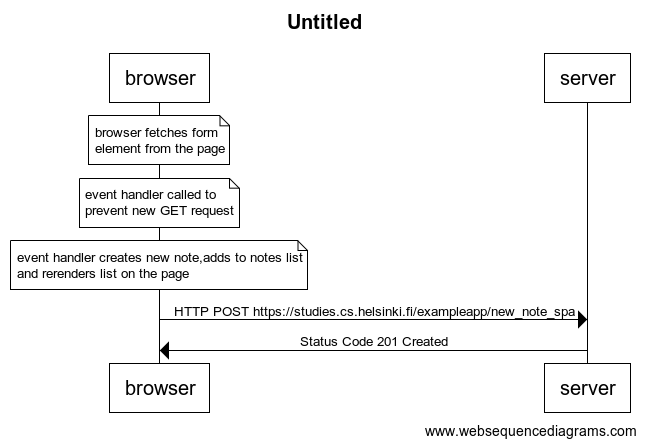 Untitled
browser
server
browser fetches form
element from the page
event handler called to
prevent new GET request
event handler creates new note,adds to notes list
and rerenders list on the page
HTTP POST https://studies.cs.helsinki.fi/exampleapp/new_note_spa
Status Code 201 Created
browser
server
www.websequencediagrams.com